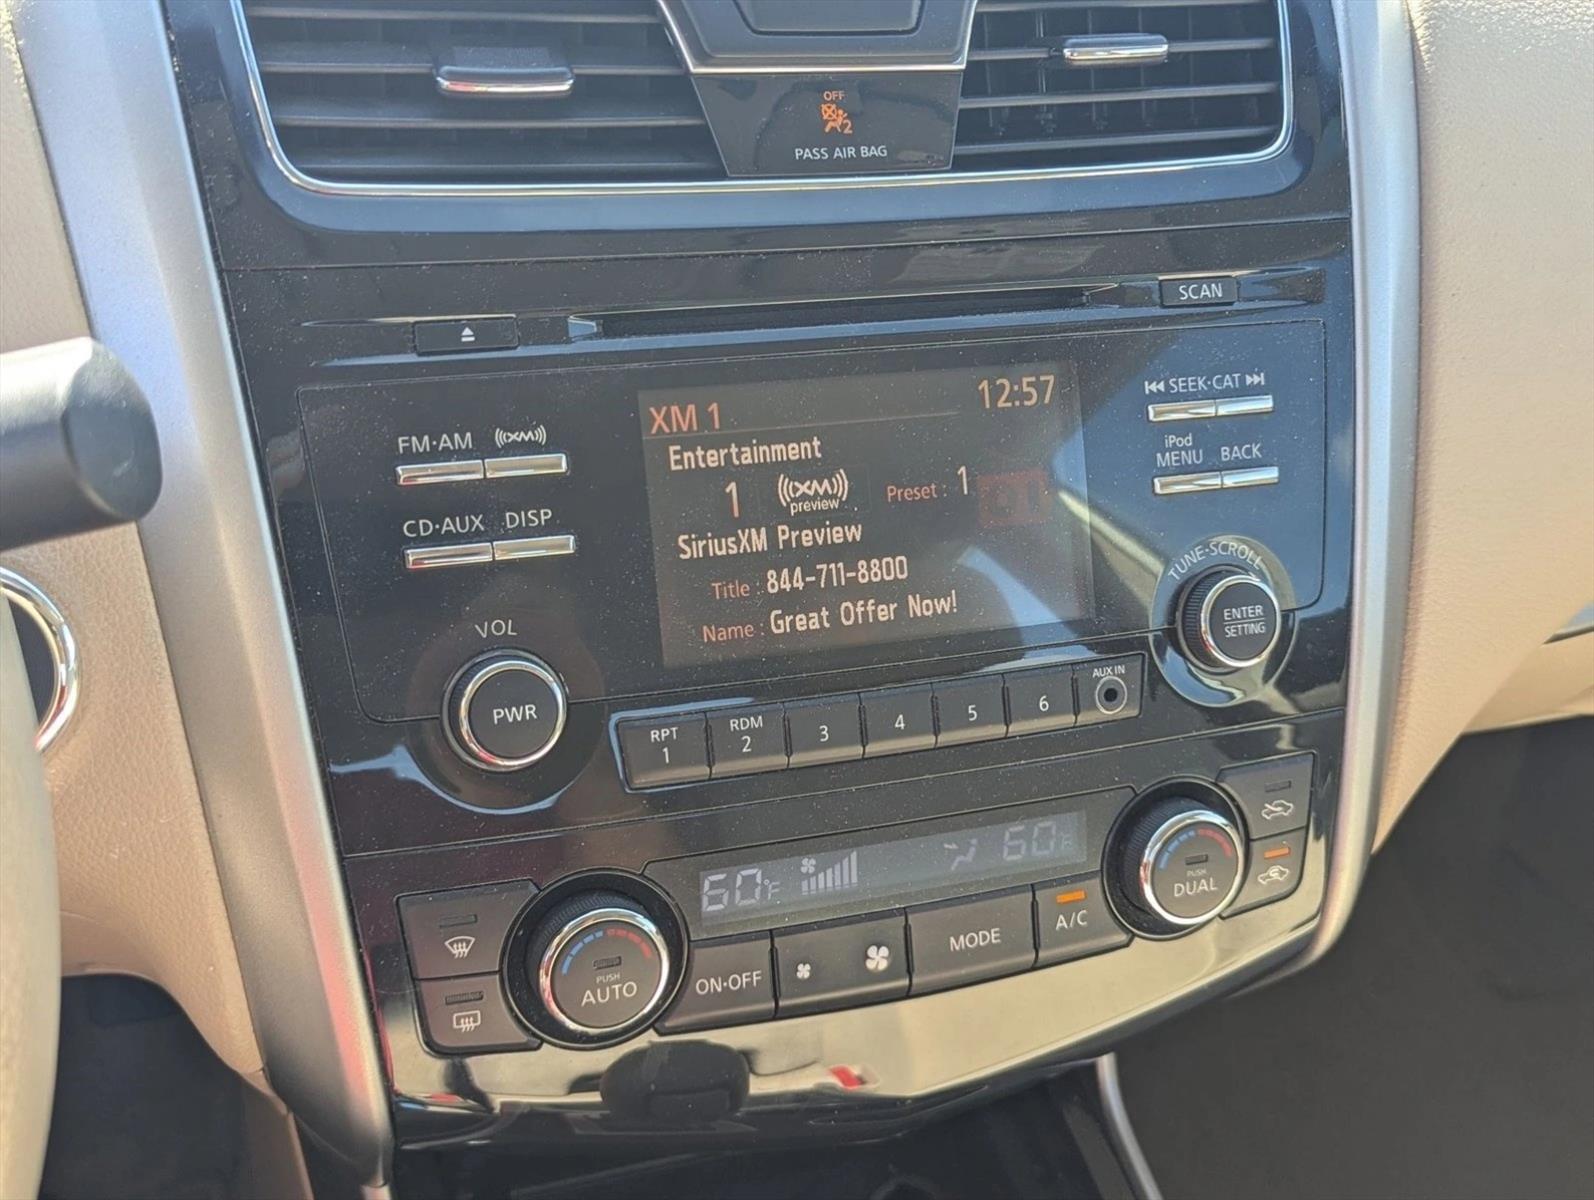 OFF
2
PASS AIR BAG
SCAN
XM 1
12:57
Entertainment
1
((XM))
preview
Preset : 1
SiriusXM Preview
Title : 844-711-8800
Name : Great Offer Now!
FM·AM
((XM))
CD·AUX
DISP
SEEK·CAT
iPod
MENU
BACK
TUNE·SCROLL
ENTER
SETTING
VOL
PWR
RPT
1
RDM
2
3
4
5
6
AUX IN
60°F
60°F
PUSH
AUTO
ON·OFF
MODE
A/C
PUSH
DUAL